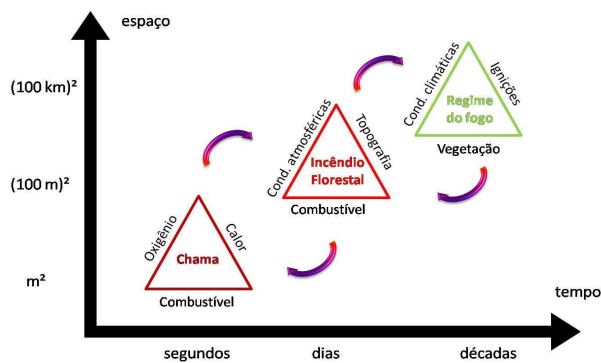 espaço
(100 km)²
(100 m)²
m²
Cond. climáticas
Ignições
Regime
do fogo
Vegetação
Cond. atmosféricas
Topografia
Incêndio
Florestal
Combustível
Oxigênio
Calor
Chama
Combustível
tempo
segundos
dias
décadas